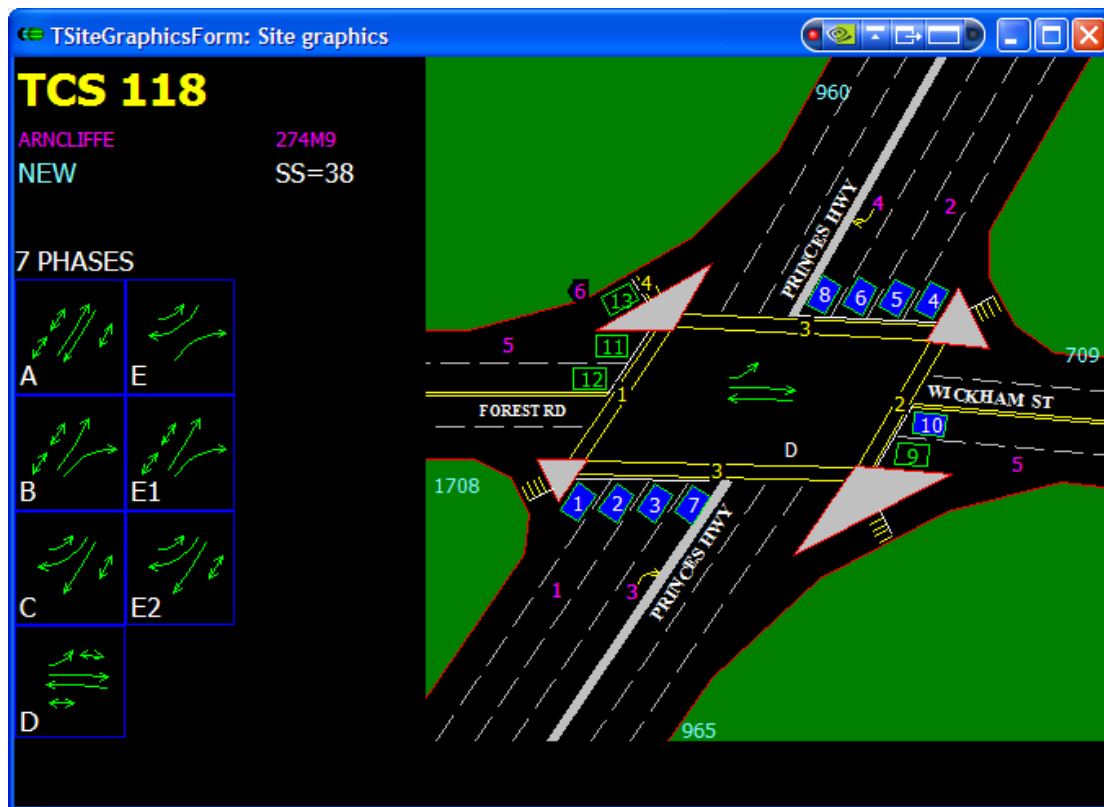 TSiteGraphicsForm: Site graphics
TCS 118
ARNCLIFFE 274M9
NEW SS=38
7 PHASES
A E
B E1
C E2
D
960
PRINCES HWY
4
2
6
13
4
8 6 5 4
3
5
11
12
1
FOREST RD
709
WICKHAM ST
2
10
9
5
D
3
1708
1 2 3 7
1
3
PRINCES HWY
965